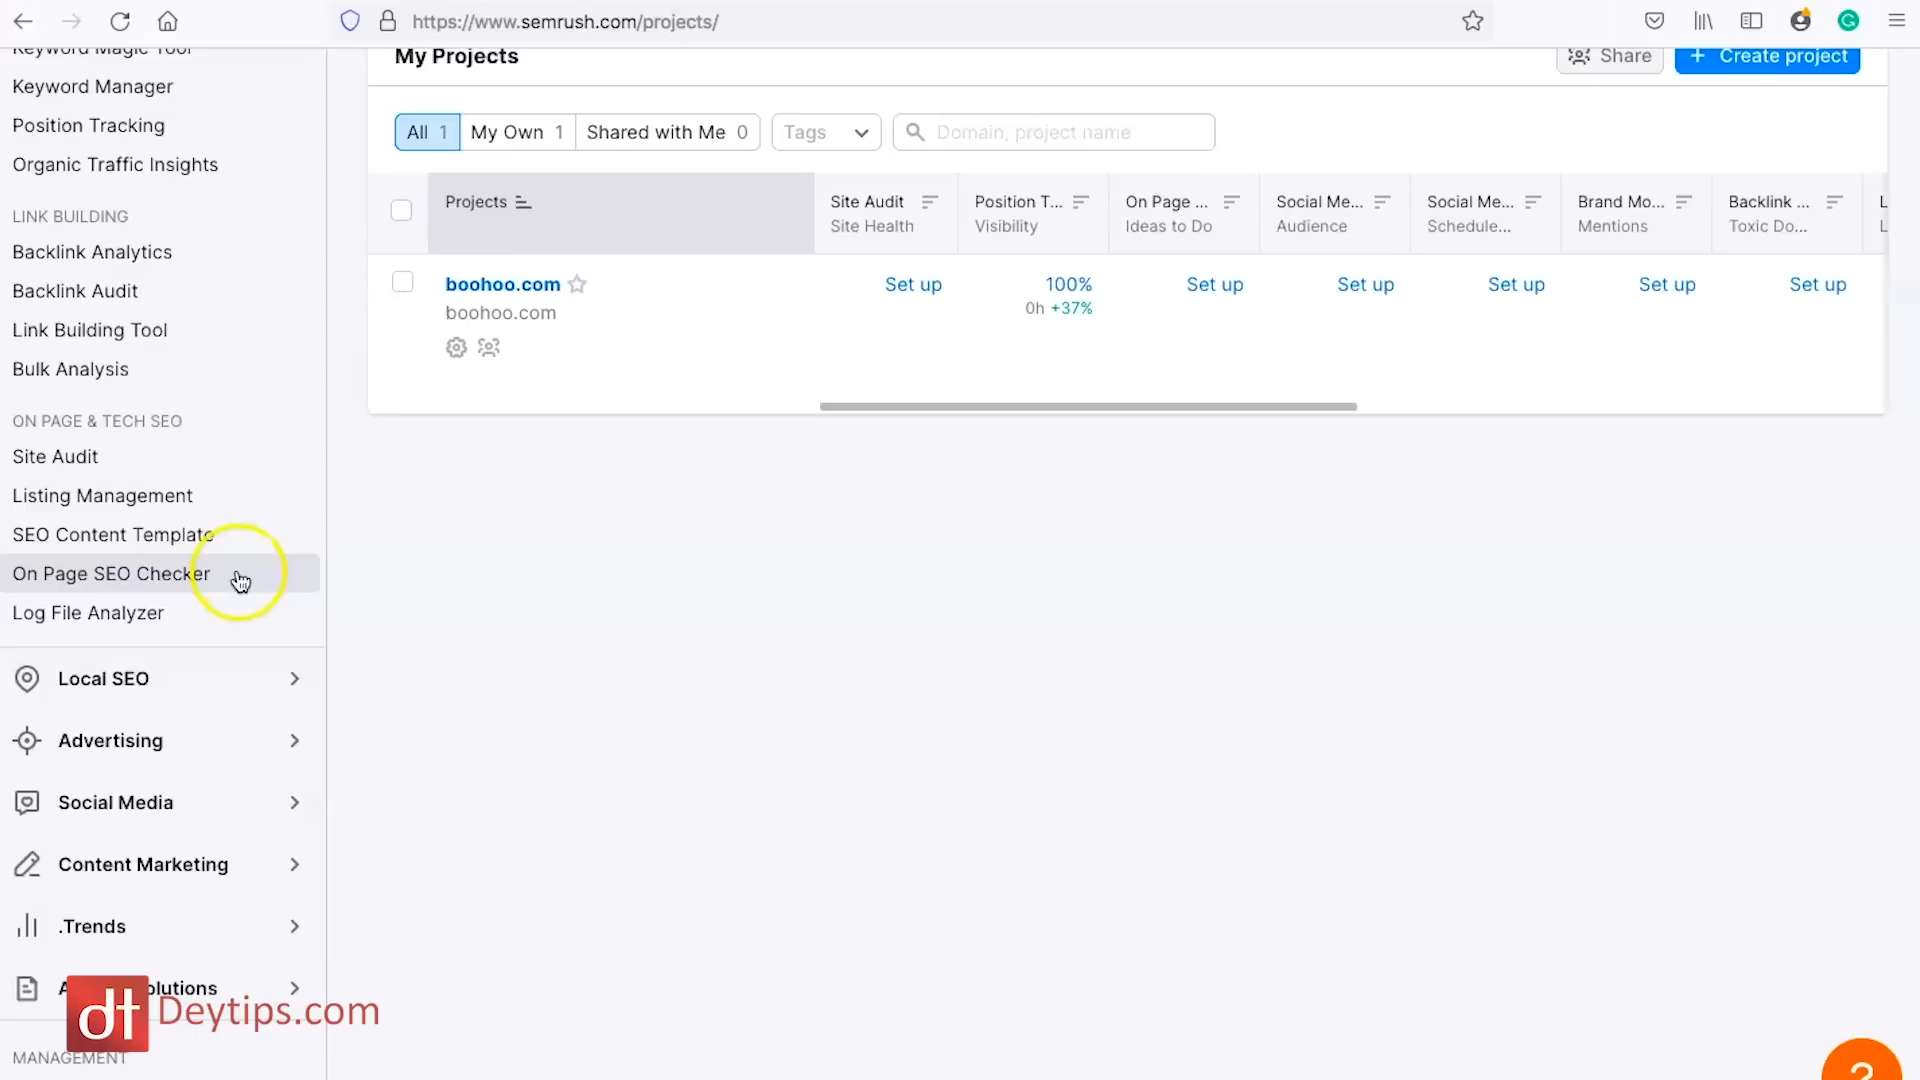 https://www.semrush.com/projects/
Keyword Magic Tool
Keyword Manager
Position Tracking
Organic Traffic Insights
LINK BUILDING
Backlink Analytics
Backlink Audit
Link Building Tool
Bulk Analysis
ON PAGE & TECH SEO
Site Audit
Listing Management
SEO Content Template
On Page SEO Checker
Log File Analyzer
Local SEO
Advertising
Social Media
Content Marketing
.Trends
MANAGEMENT
dt Deytips.com
My Projects
Share
+ Create project
All 1 My Own 1 Shared with Me 0 Tags Domain, project name
Projects Site Audit Position T... On Page ... Social Me... Social Me... Brand Mo... Backlink ... L
Site Health Visibility Ideas to Do Audience Schedule... Mentions Toxic Do... L
boohoo.com Set up 100% Set up Set up Set up Set up Set up
boohoo.com 0h +37%
?